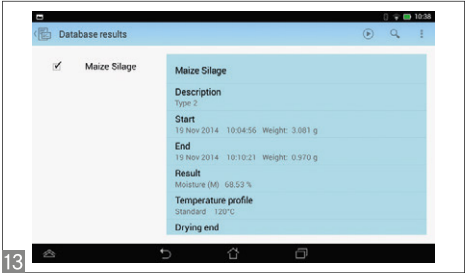 10:38
Database results
Maize Silage
Maize Silage
Description
Type 2
Start
19 Nov 2014 10:04:56 Weight: 3.081 g
End
19 Nov 2014 10:10:21 Weight: 0.970 g
Result
Moisture (M) 68.53 %
Temperature profile
Standard 120°C
Drying end
13